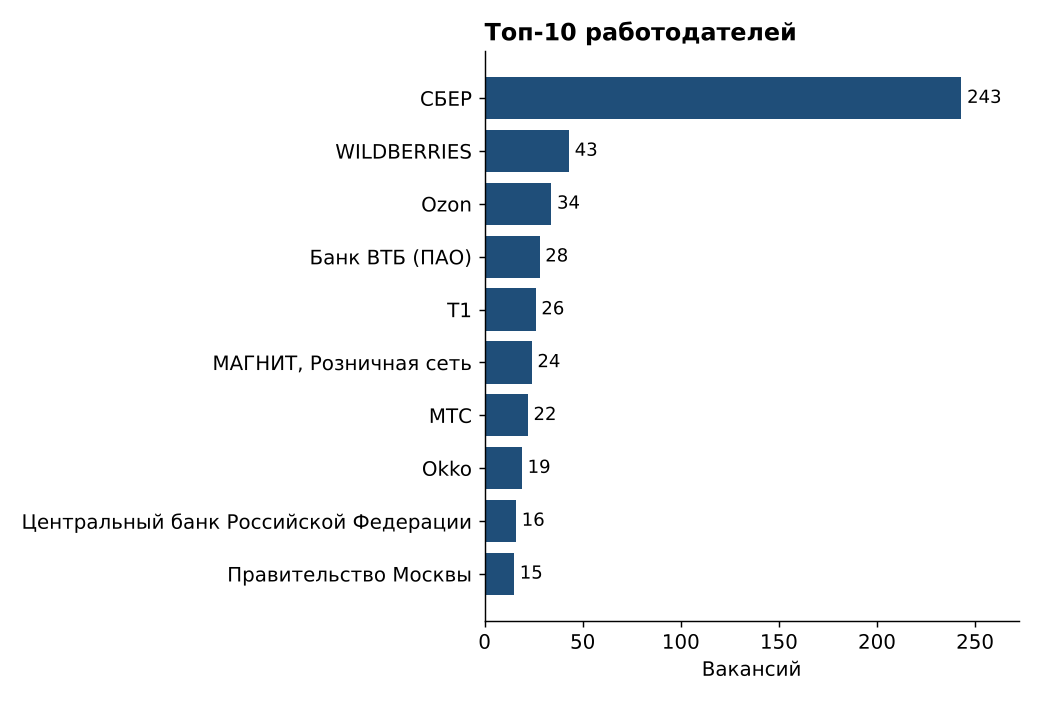 Топ-10 работодателей
СБЕР 243
WILDBERRIES 43
Ozon 34
Банк ВТБ (ПАО) 28
Т1 26
МАГНИТ, Розничная сеть 24
МТС 22
Okko 19
Центральный банк Российской Федерации 16
Правительство Москвы 15
0 50 100 150 200 250
Вакансий